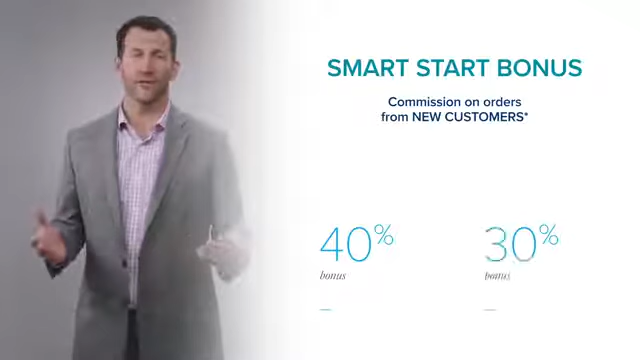 SMART START BONUS
Commission on orders
from NEW CUSTOMERS*
40% 30%
bonus bonus